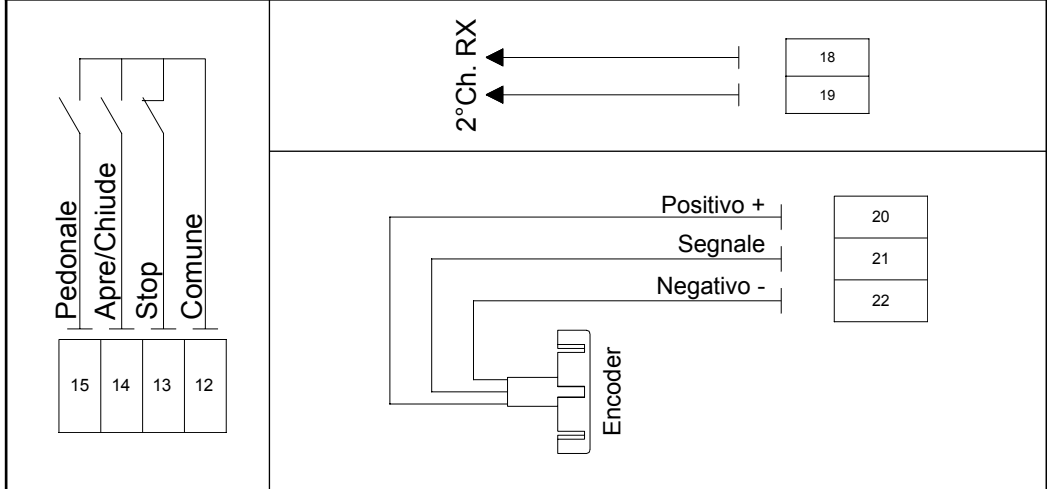 Pedonale
Apre/Chiude
Stop
Comune
15 14 13 12
2°Ch. RX
18
19
Positivo +
20
Segnale
21
Negativo -
22
Encoder